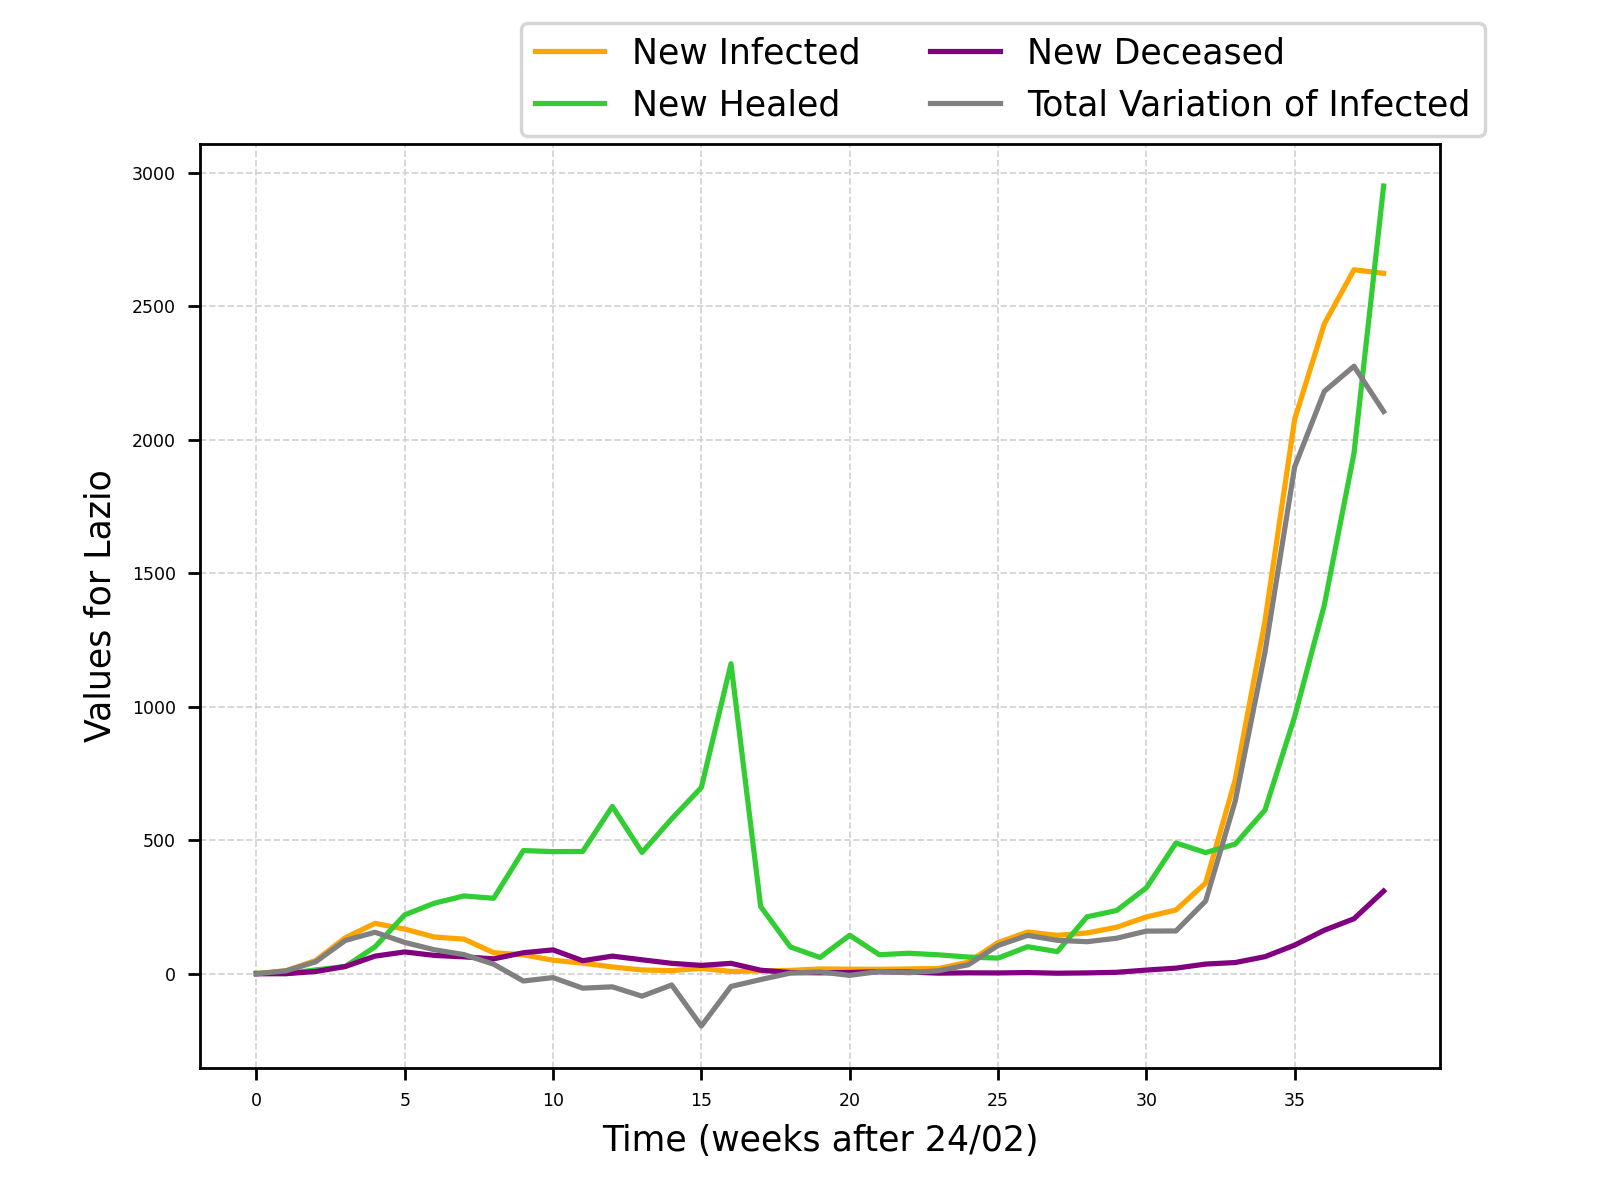 New Infected
New Healed
New Deceased
Total Variation of Infected
Values for Lazio
3000
2500
2000
1500
1000
500
0
0 5 10 15 20 25 30 35
Time (weeks after 24/02)